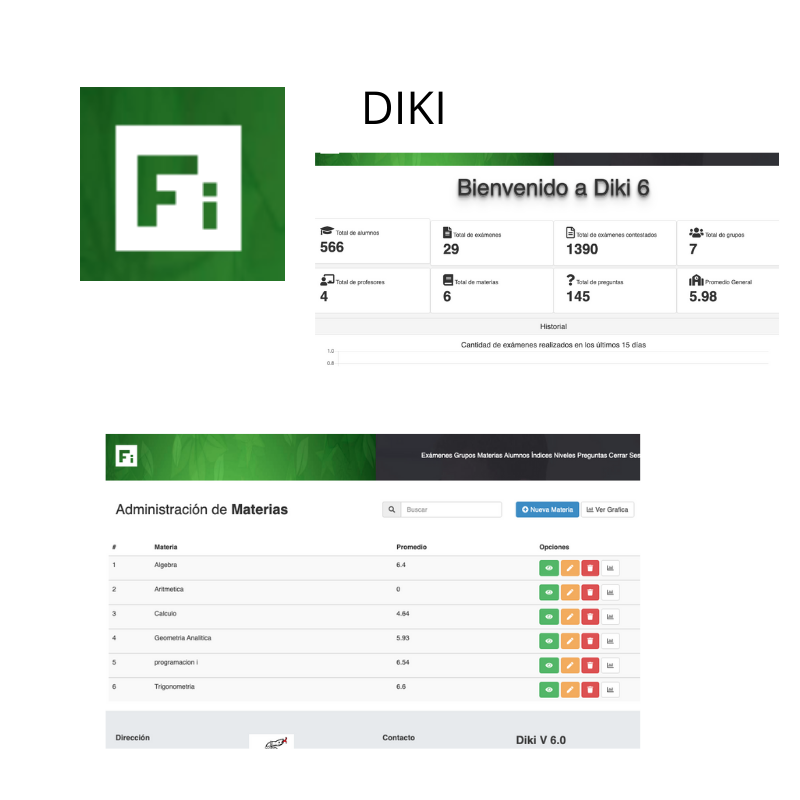 DIKI
Fi
Bienvenido a Diki 6
Total de alumnos
566
Total de exámenes
29
Total de exámenes contestados
1390
Total de grupos
7
Total de profesores
4
Total de materias
6
Total de preguntas
145
Promedio General
5.98
Historial
Cantidad de exámenes realizados en los últimos 15 días
1.0
0.8
Fi
Exámenes Grupos Materias Alumnos Índices Niveles Preguntas Cerrar Ses
Administración de Materias
Buscar
Nueva Materia
Ver Grafica
# Materia Promedio Opciones
1 Algebra 6.4
2 Aritmetica 0
3 Calculo 4.64
4 Geometria Analitica 5.93
5 programacion i 6.54
6 Trigonometria 6.6
Dirección
Contacto
Diki V 6.0